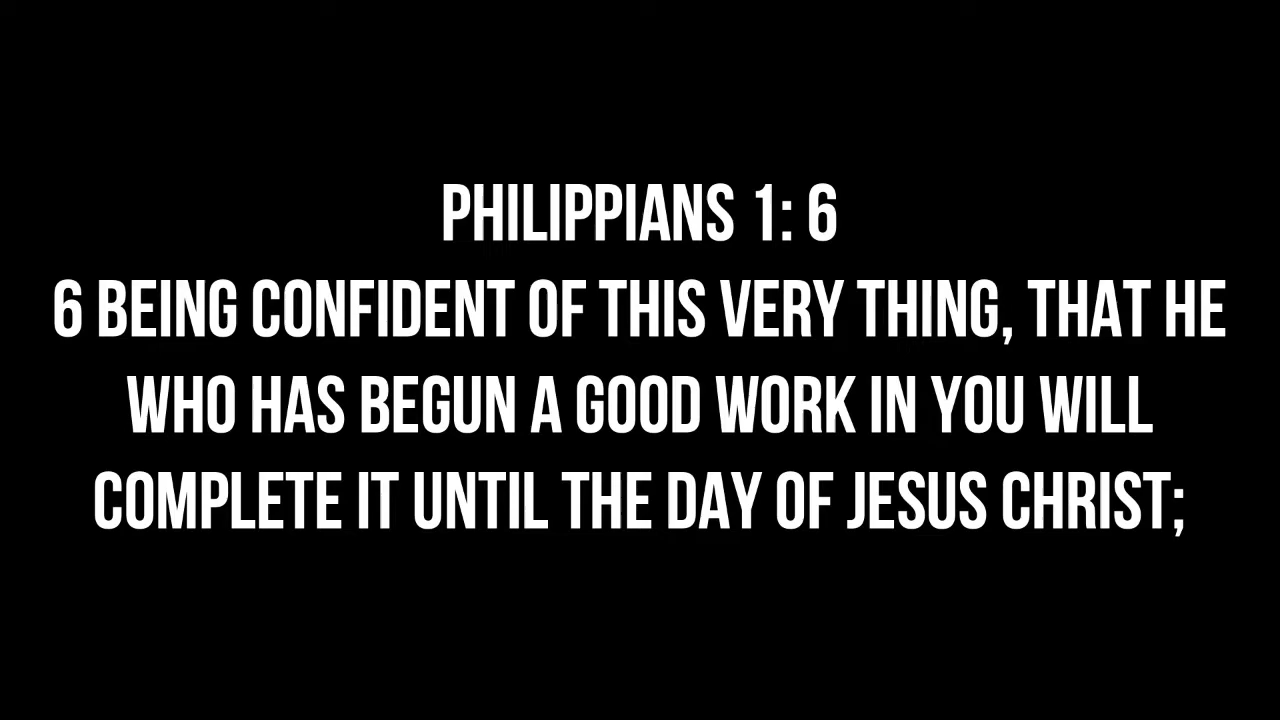 PHILIPPIANS 1: 6
6 BEING CONFIDENT OF THIS VERY THING, THAT HE
WHO HAS BEGUN A GOOD WORK IN YOU WILL
COMPLETE IT UNTIL THE DAY OF JESUS CHRIST;